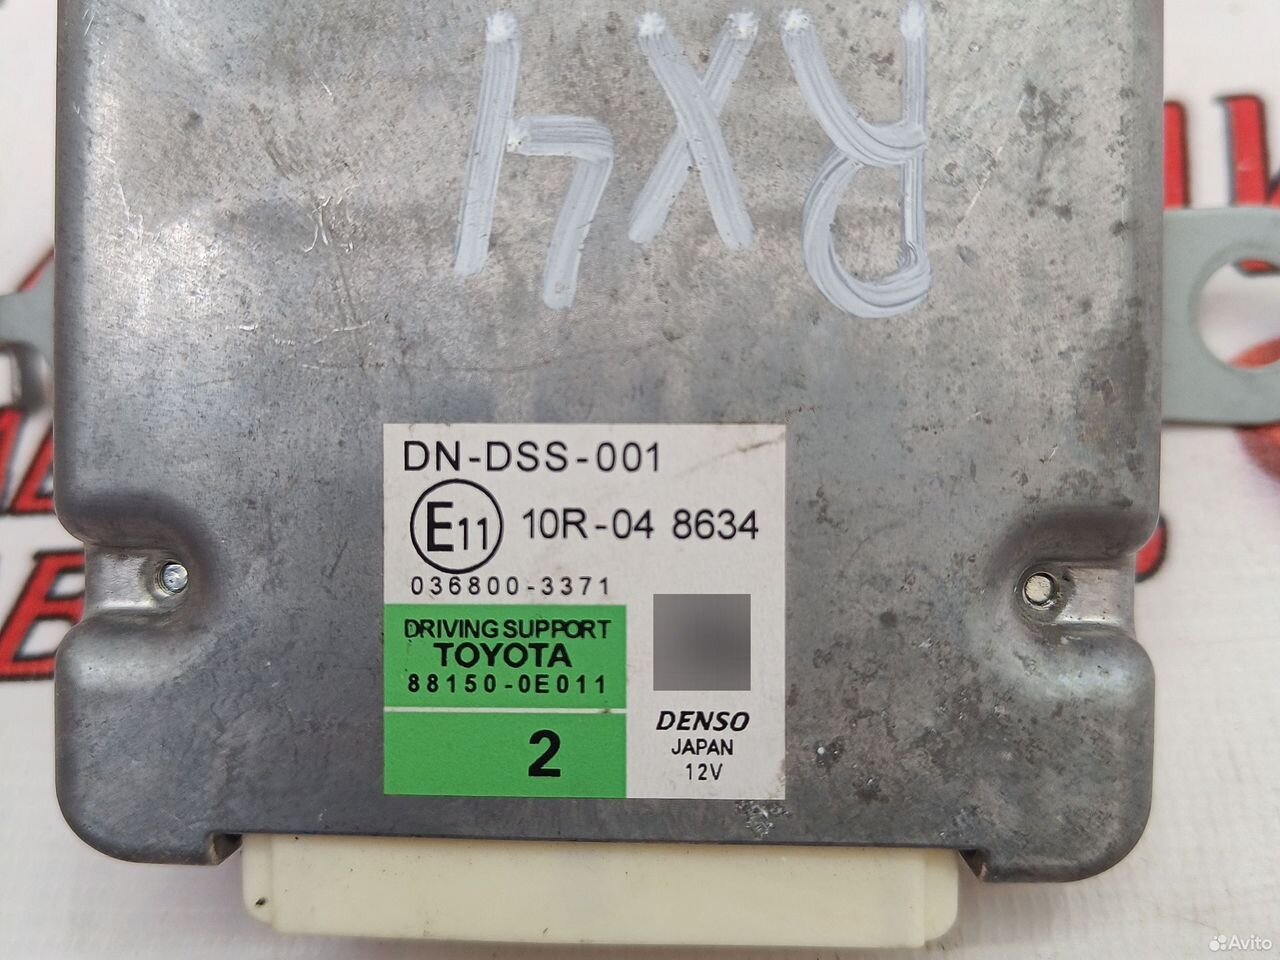 RX4
DN-DSS-001
E11 10R-04 8634
036800-3371
DRIVING SUPPORT
TOYOTA
88150-0E011
2
DENSO
JAPAN
12V
Avito